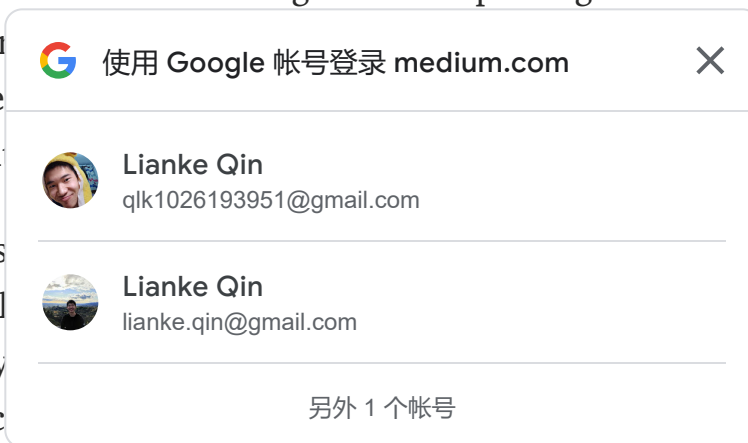 使用 Google 帐号登录 medium.com
Lianke Qin
qlk1026193951@gmail.com
Lianke Qin
lianke.qin@gmail.com
另外 1 个帐号